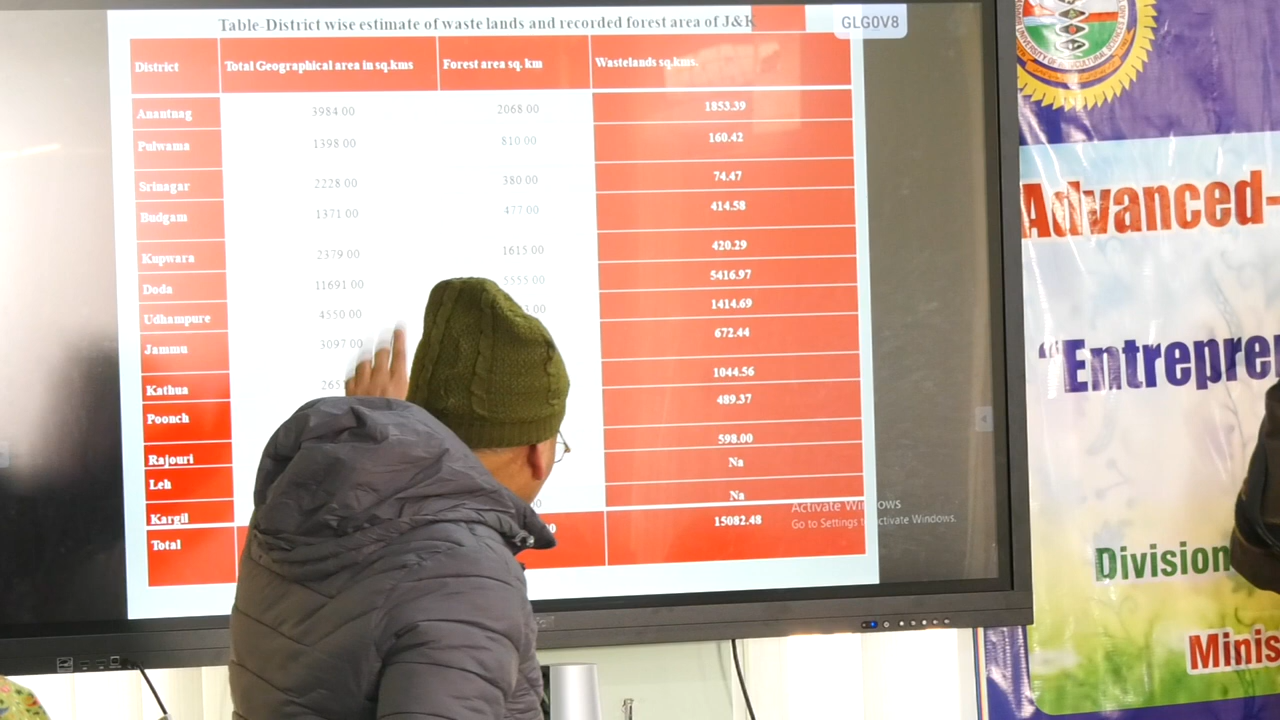 Table-District wise estimate of waste lands and recorded forest area of J&K
GLG0V8
District Total Geographical area in sq.kms Forest area sq. km Wastelands sq.kms.
Anantnag 3984 00 2068 00 1853.39
Pulwama 1398 00 810 00 160.42
Srinagar 2228 00 380 00 74.47
Budgam 1371 00 477 00 414.58
Kupwara 2379 00 1615 00 420.29
Doda 11691 00 5555 00 5416.97
Udhampure 4550 00 00 1414.69
Jammu 3097 00 672.44
Kathua 1044.56
Poonch 489.37
Rajouri 598.00
Leh Na
Kargil Na
Total 15082.48
Activate Windows
Go to Settings to activate Windows.
Advanced-
"Entrepre
Division
Minis